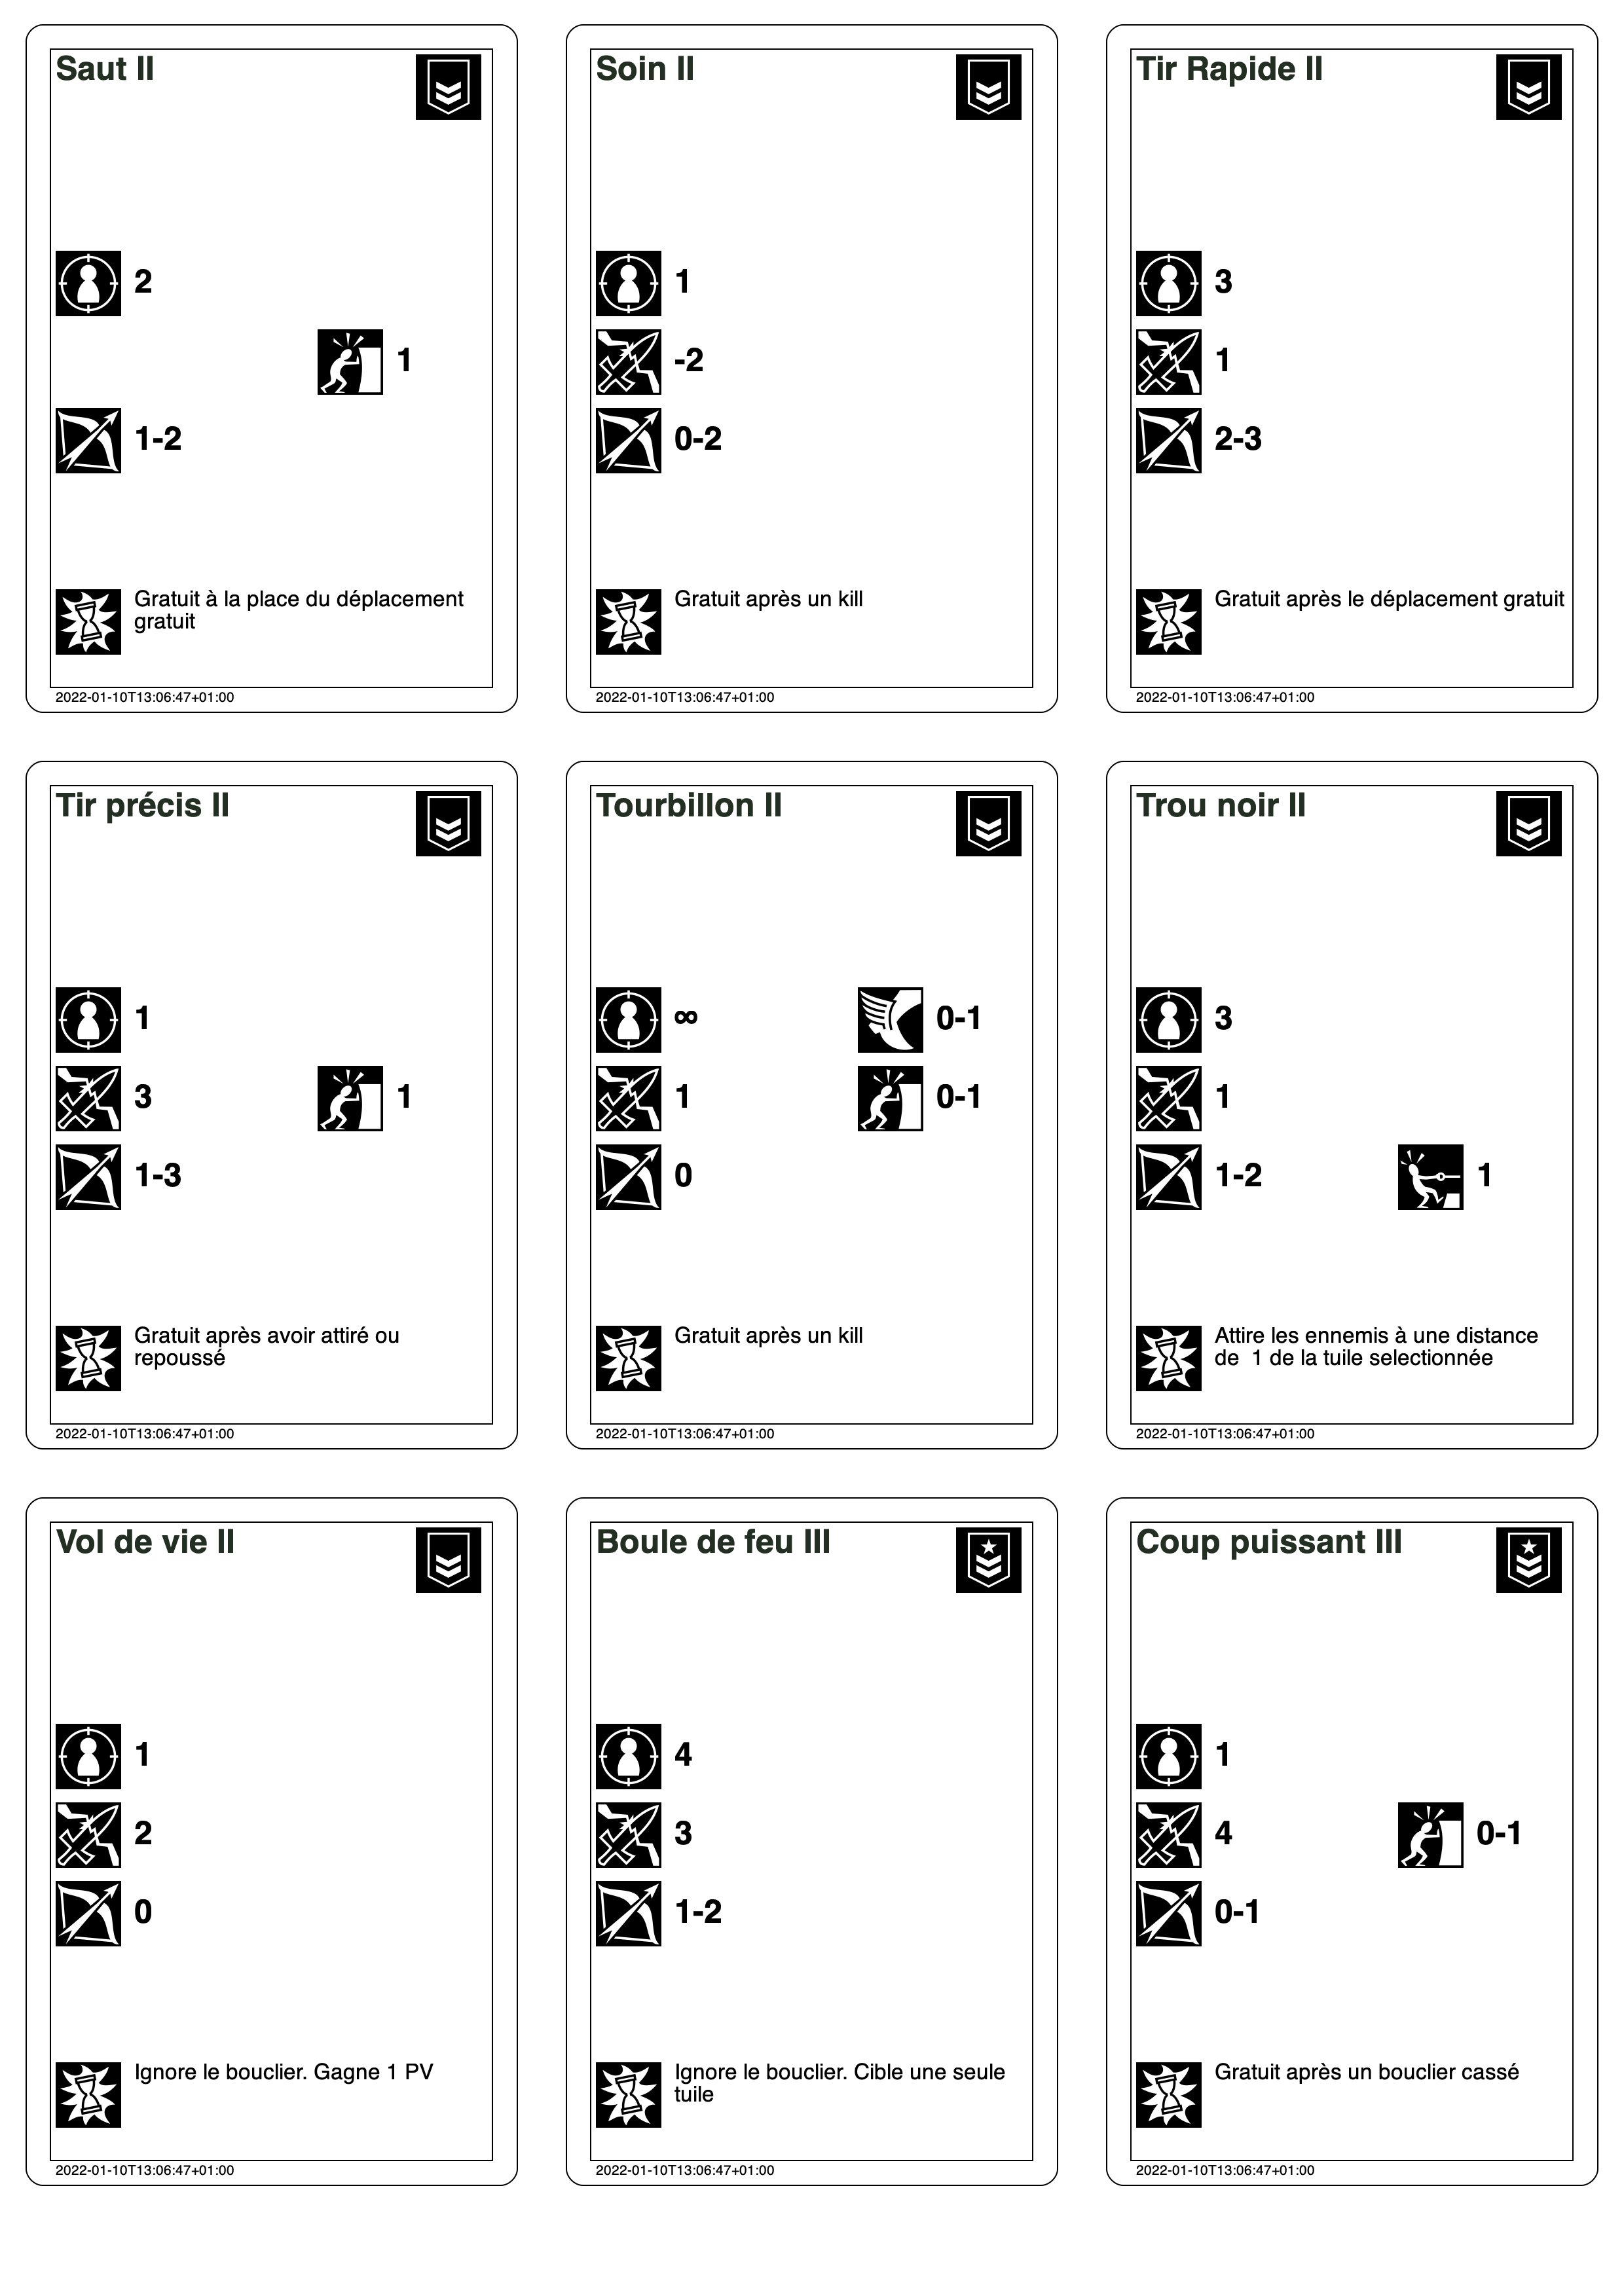 Saut II
2
1
1-2
Gratuit à la place du déplacement
gratuit
2022-01-10T13:06:47+01:00
Soin II
1
-2
0-2
Gratuit après un kill
2022-01-10T13:06:47+01:00
Tir Rapide II
3
1
2-3
Gratuit après le déplacement gratuit
2022-01-10T13:06:47+01:00
Tir précis II
1
3
1
1-3
Gratuit après avoir attiré ou
repoussé
2022-01-10T13:06:47+01:00
Tourbillon II
∞
0-1
1
0-1
0
Gratuit après un kill
2022-01-10T13:06:47+01:00
Trou noir II
3
1
1-2
1
Attire les ennemis à une distance
de  1 de la tuile selectionnée
2022-01-10T13:06:47+01:00
Vol de vie II
1
2
0
Ignore le bouclier. Gagne 1 PV
2022-01-10T13:06:47+01:00
Boule de feu III
4
3
1-2
Ignore le bouclier. Cible une seule
tuile
2022-01-10T13:06:47+01:00
Coup puissant III
1
4
0-1
0-1
Gratuit après un bouclier cassé
2022-01-10T13:06:47+01:00